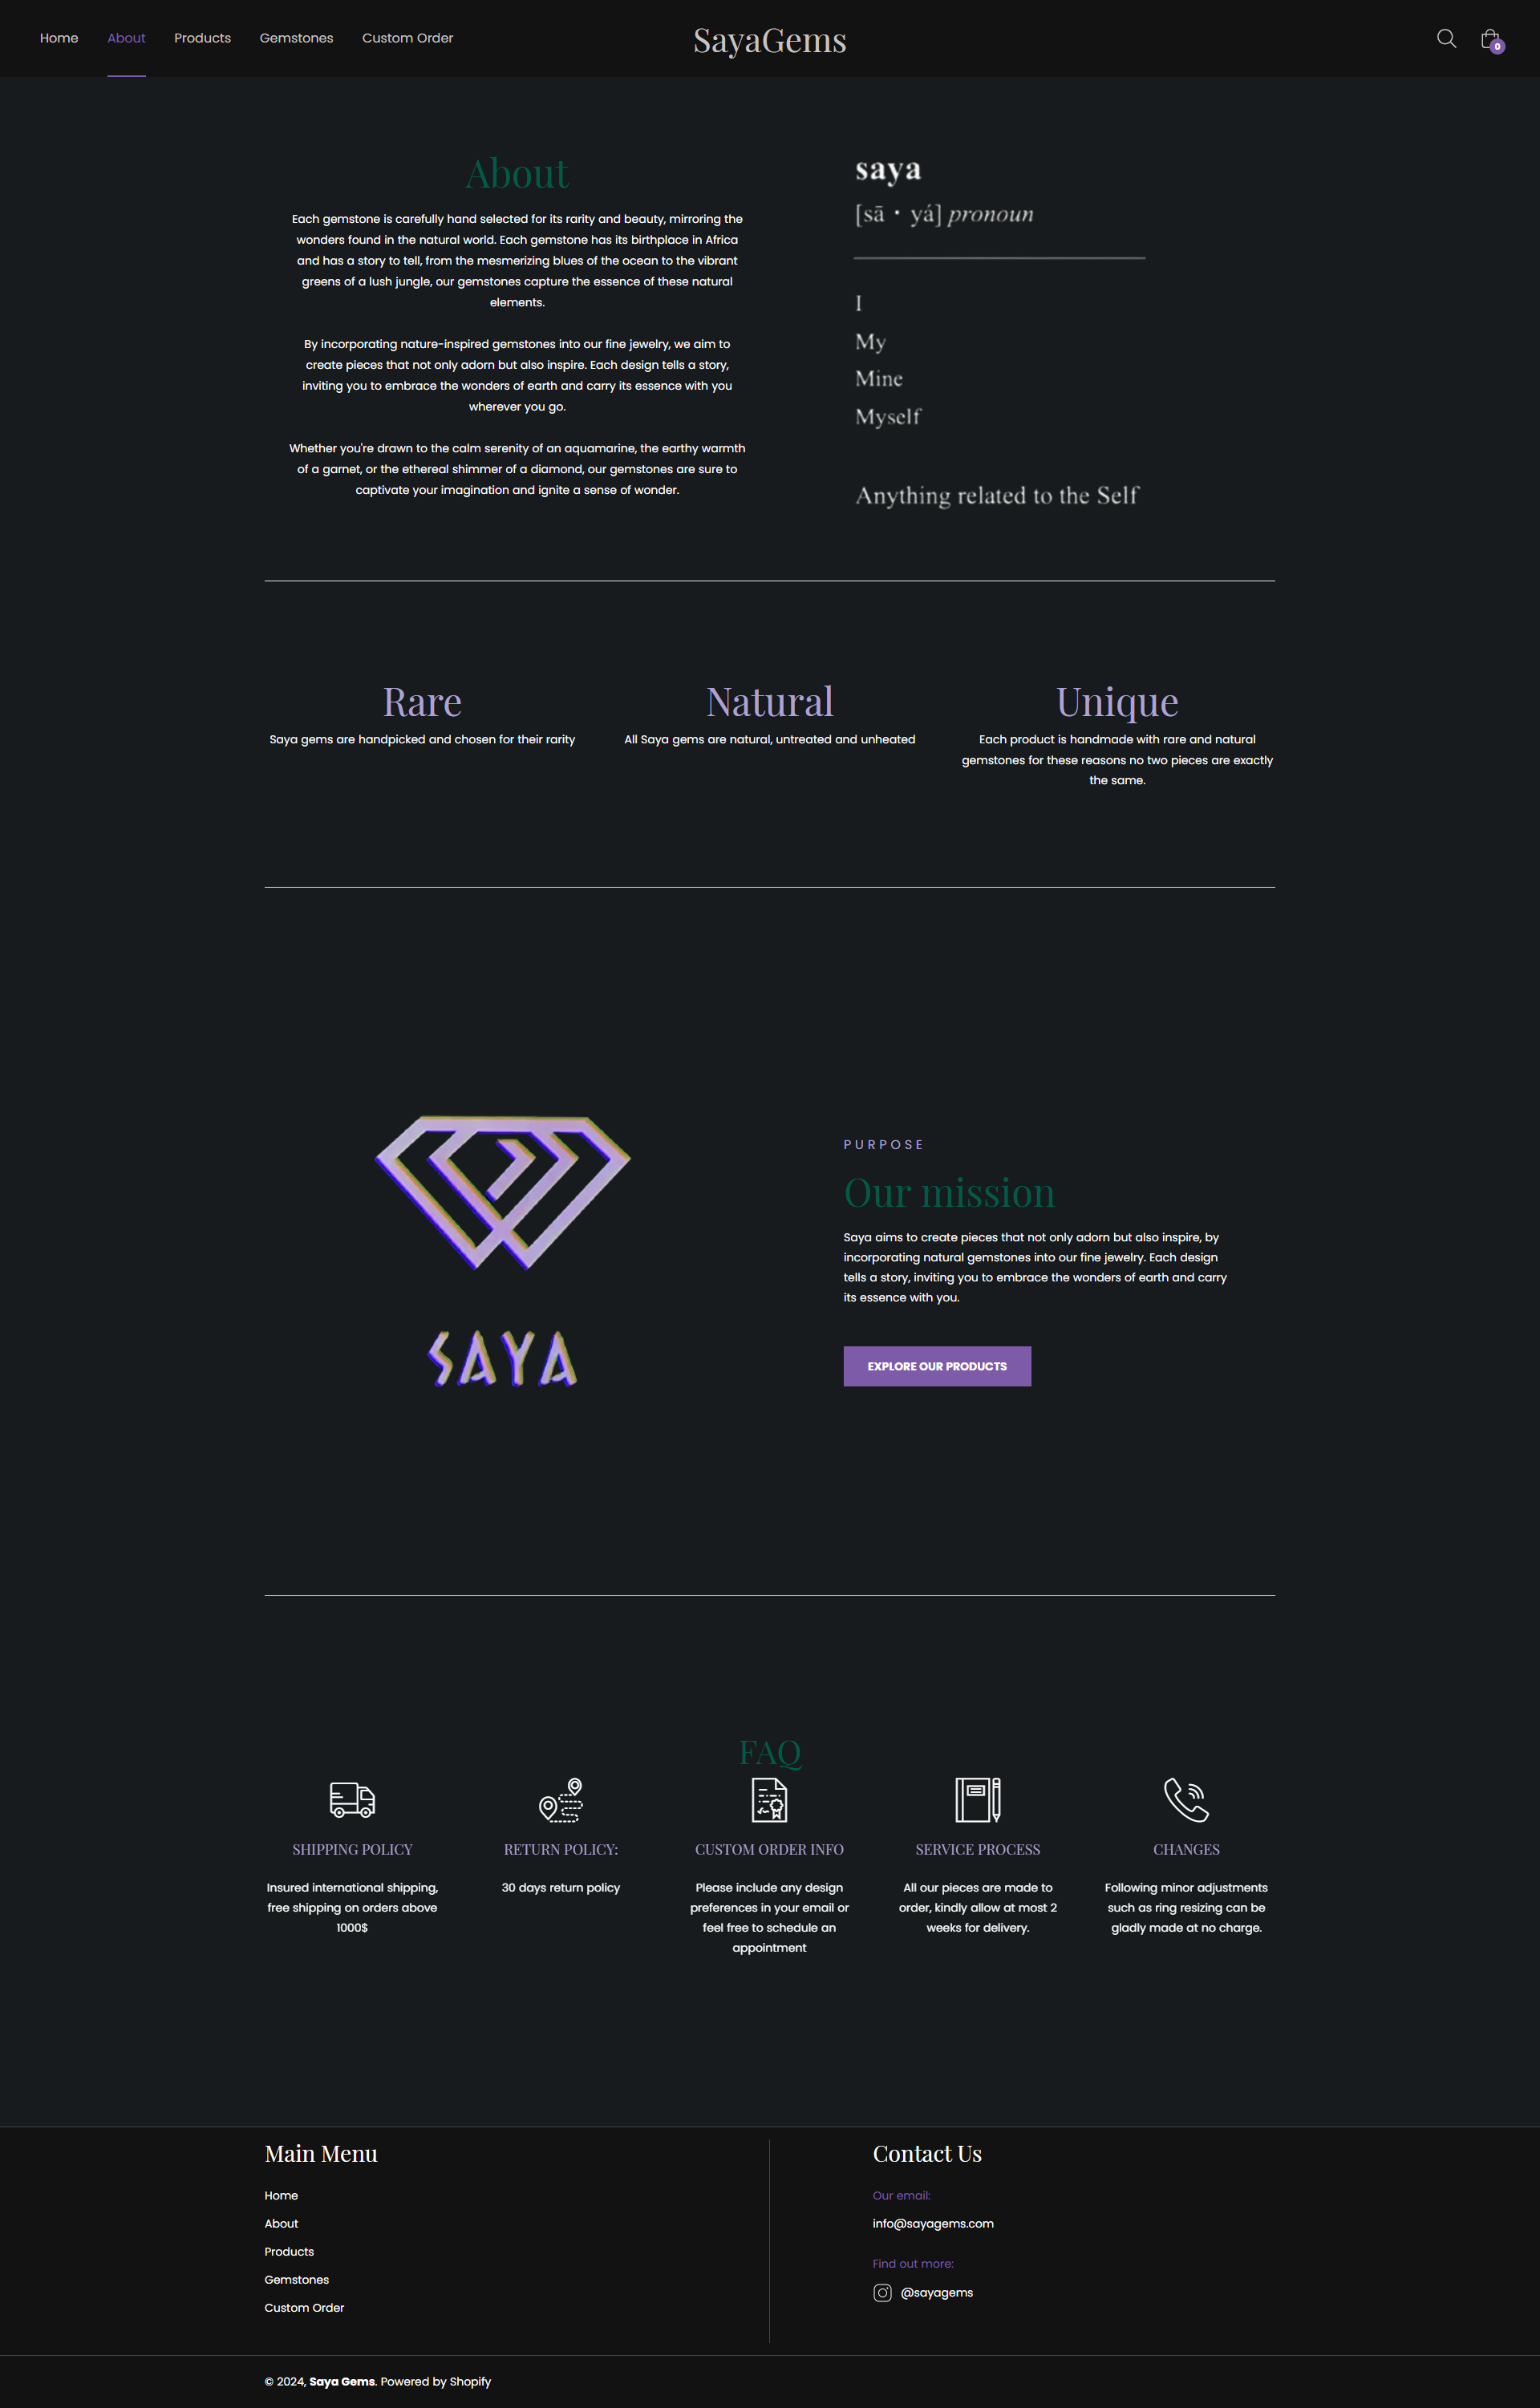 Home About Products Gemstones Custom Order
SayaGems
0
About
Each gemstone is carefully hand selected for its rarity and beauty, mirroring the
wonders found in the natural world. Each gemstone has its birthplace in Africa
and has a story to tell, from the mesmerizing blues of the ocean to the vibrant
greens of a lush jungle, our gemstones capture the essence of these natural
elements.
By incorporating nature-inspired gemstones into our fine jewelry, we aim to
create pieces that not only adorn but also inspire. Each design tells a story,
inviting you to embrace the wonders of earth and carry its essence with you
wherever you go.
Whether you're drawn to the calm serenity of an aquamarine, the earthy warmth
of a garnet, or the ethereal shimmer of a diamond, our gemstones are sure to
captivate your imagination and ignite a sense of wonder.
saya
[sā · yá] pronoun
I
My
Mine
Myself
Anything related to the Self
Rare
Saya gems are handpicked and chosen for their rarity
Natural
All Saya gems are natural, untreated and unheated
Unique
Each product is handmade with rare and natural
gemstones for these reasons no two pieces are exactly
the same.
SAYA
PURPOSE
Our mission
Saya aims to create pieces that not only adorn but also inspire, by
incorporating natural gemstones into our fine jewelry. Each design
tells a story, inviting you to embrace the wonders of earth and carry
its essence with you.
EXPLORE OUR PRODUCTS
FAQ
SHIPPING POLICY
Insured international shipping,
free shipping on orders above
1000$
RETURN POLICY:
30 days return policy
CUSTOM ORDER INFO
Please include any design
preferences in your email or
feel free to schedule an
appointment
SERVICE PROCESS
All our pieces are made to
order, kindly allow at most 2
weeks for delivery.
CHANGES
Following minor adjustments
such as ring resizing can be
gladly made at no charge.
Main Menu
Home
About
Products
Gemstones
Custom Order
Contact Us
Our email:
info@sayagems.com
Find out more:
@sayagems
© 2024, Saya Gems. Powered by Shopify